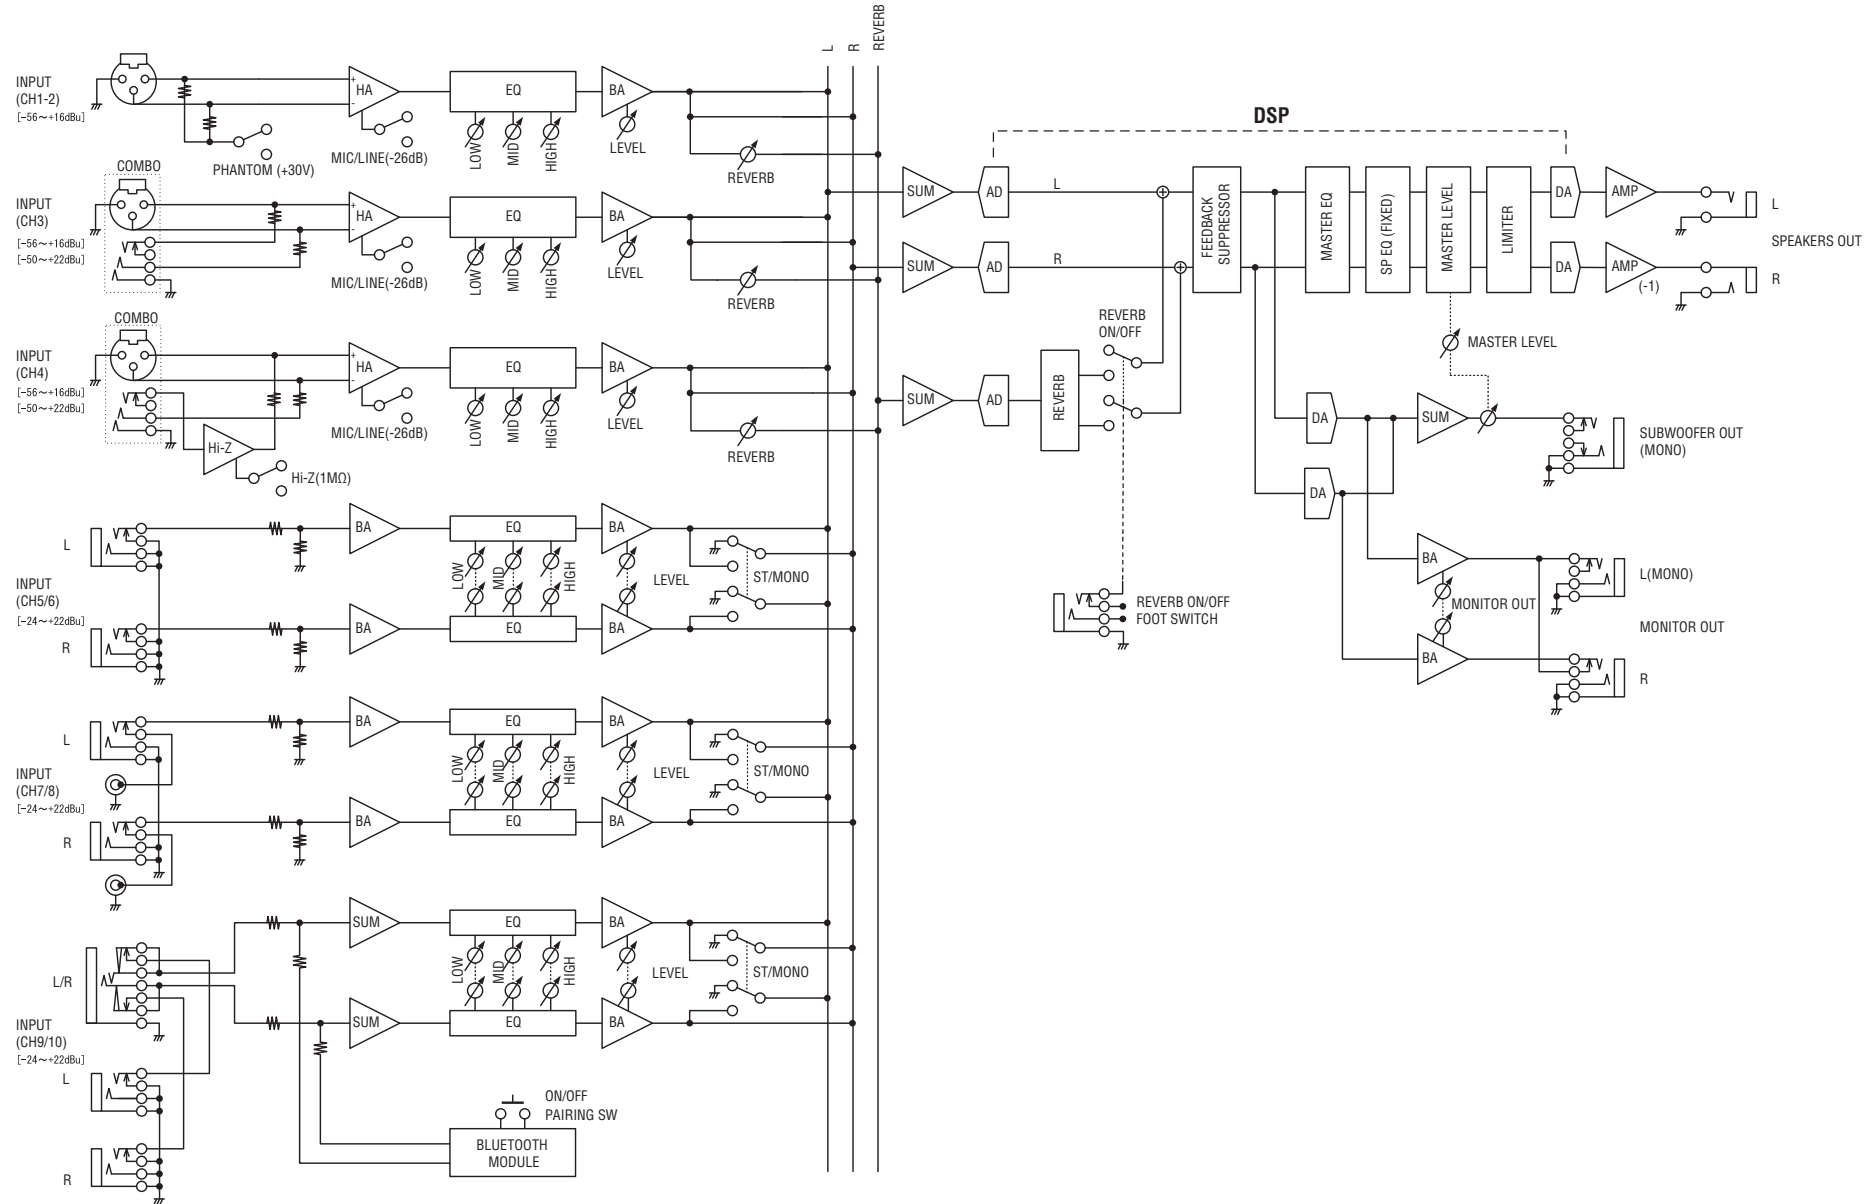 L
R
REVERB
INPUT
(CH1-2)
[-56～+16dBu]
+
-
HA
EQ
BA
LOW
MID
HIGH
LEVEL
PHANTOM (+30V)
MIC/LINE(-26dB)
REVERB
COMBO
INPUT
(CH3)
[-56～+16dBu]
[-50～+22dBu]
+
-
HA
EQ
BA
LOW
MID
HIGH
LEVEL
MIC/LINE(-26dB)
REVERB
COMBO
INPUT
(CH4)
[-56～+16dBu]
[-50～+22dBu]
+
-
HA
EQ
BA
LOW
MID
HIGH
LEVEL
MIC/LINE(-26dB)
REVERB
Hi-Z
Hi-Z(1MΩ)
L
INPUT
(CH5/6)
[-24～+22dBu]
R
BA
EQ
BA
LOW
MID
HIGH
LEVEL
ST/MONO
BA
EQ
BA
L
INPUT
(CH7/8)
[-24～+22dBu]
R
BA
EQ
BA
LOW
MID
HIGH
LEVEL
ST/MONO
BA
EQ
BA
L/R
INPUT
(CH9/10)
[-24～+22dBu]
L
R
SUM
EQ
BA
LOW
MID
HIGH
LEVEL
ST/MONO
SUM
EQ
BA
ON/OFF
PAIRING SW
BLUETOOTH
MODULE
DSP
SUM
AD
L
SUM
AD
R
SUM
AD
REVERB
REVERB
ON/OFF
FEEDBACK
SUPPRESSOR
MASTER EQ
SP EQ (FIXED)
MASTER LEVEL
LIMITER
DA
AMP
L
SPEAKERS OUT
DA
AMP
(-1)
R
MASTER LEVEL
DA
SUM
SUBWOOFER OUT
(MONO)
DA
BA
L(MONO)
MONITOR OUT
MONITOR OUT
BA
R
REVERB ON/OFF
FOOT SWITCH